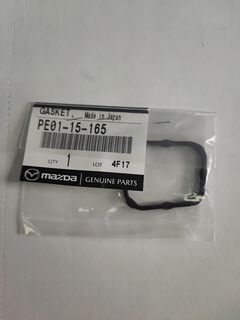 GASKET. Made in Japan
PE01-15-165
QTY 1 LOT 4F17
mazda GENUINE PARTS